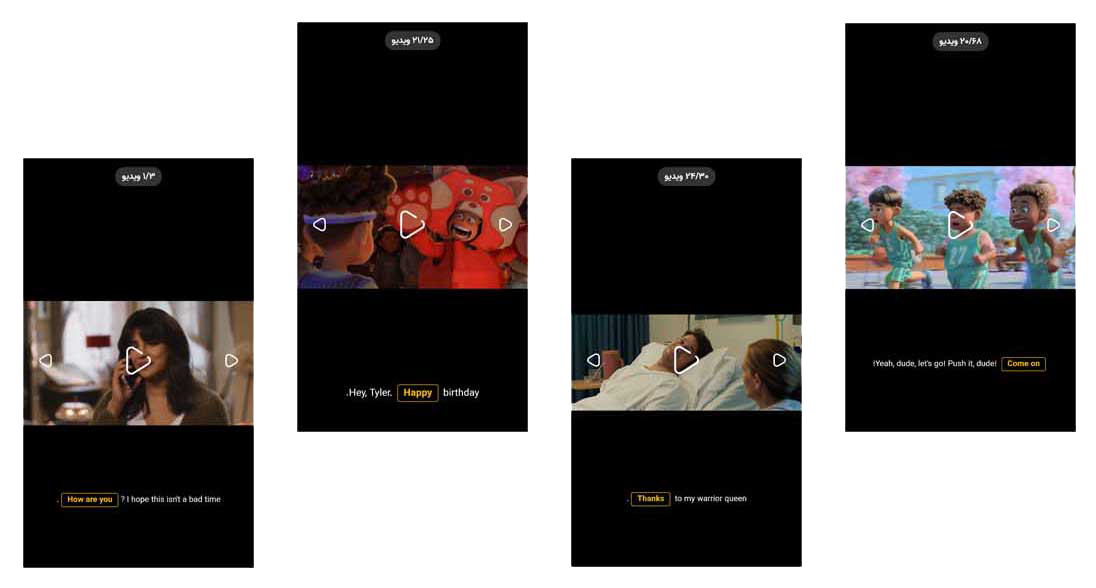 ۱/۳ ویدیو
. How are you ? I hope this isn't a bad time
۲۱/۲۵ ویدیو
.Hey, Tyler. Happy birthday
۲۴/۳۰ ویدیو
. Thanks to my warrior queen
۲۰/۶۸ ویدیو
!Yeah, dude, let's go! Push it, dude! Come on
27